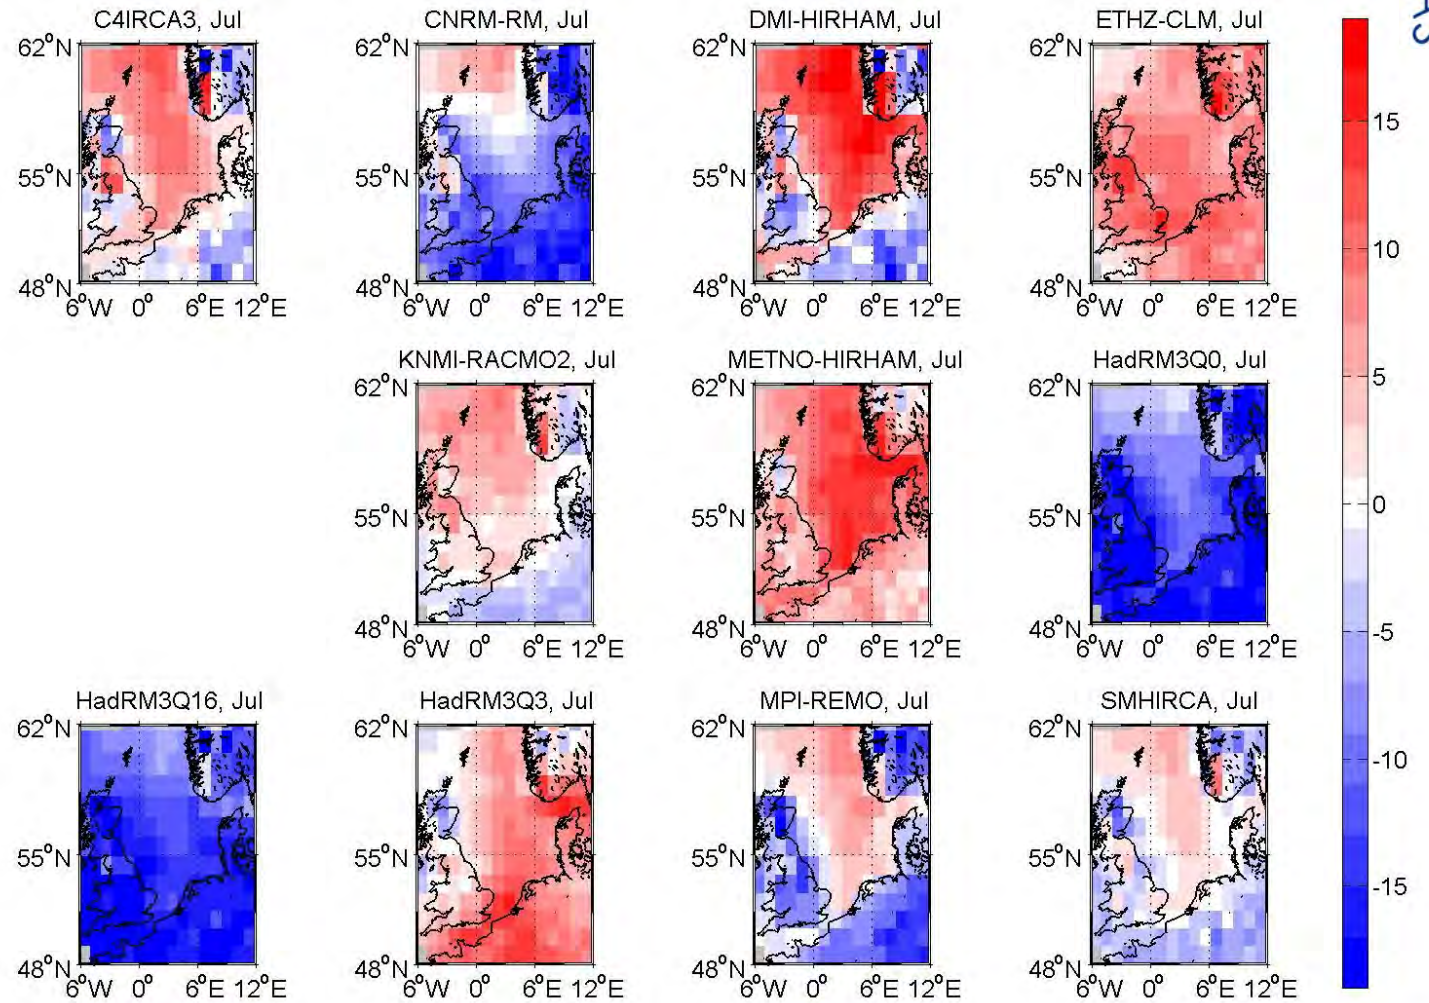 C4IRCA3, Jul CNRM-RM, Jul DMI-HIRHAM, Jul ETHZ-CLM, Jul
62°N 62°N 62°N 62°N
15
55°N 55°N 55°N 55°N
10
48°N 48°N 48°N 48°N
6°W 0° 6°E 12°E 6°W 0° 6°E 12°E 6°W 0° 6°E 12°E 6°W 0° 6°E 12°E
KNMI-RACMO2, Jul METNO-HIRHAM, Jul HadRM3Q0, Jul
5
62°N 62°N 62°N
0
55°N 55°N 55°N
-5
48°N 48°N 48°N
6°W 0° 6°E 12°E 6°W 0° 6°E 12°E 6°W 0° 6°E 12°E
HadRM3Q16, Jul HadRM3Q3, Jul MPI-REMO, Jul SMHIRCA, Jul
62°N 62°N 62°N 62°N
-10
55°N 55°N 55°N 55°N
-15
48°N 48°N 48°N 48°N
6°W 0° 6°E 12°E 6°W 0° 6°E 12°E 6°W 0° 6°E 12°E 6°W 0° 6°E 12°E